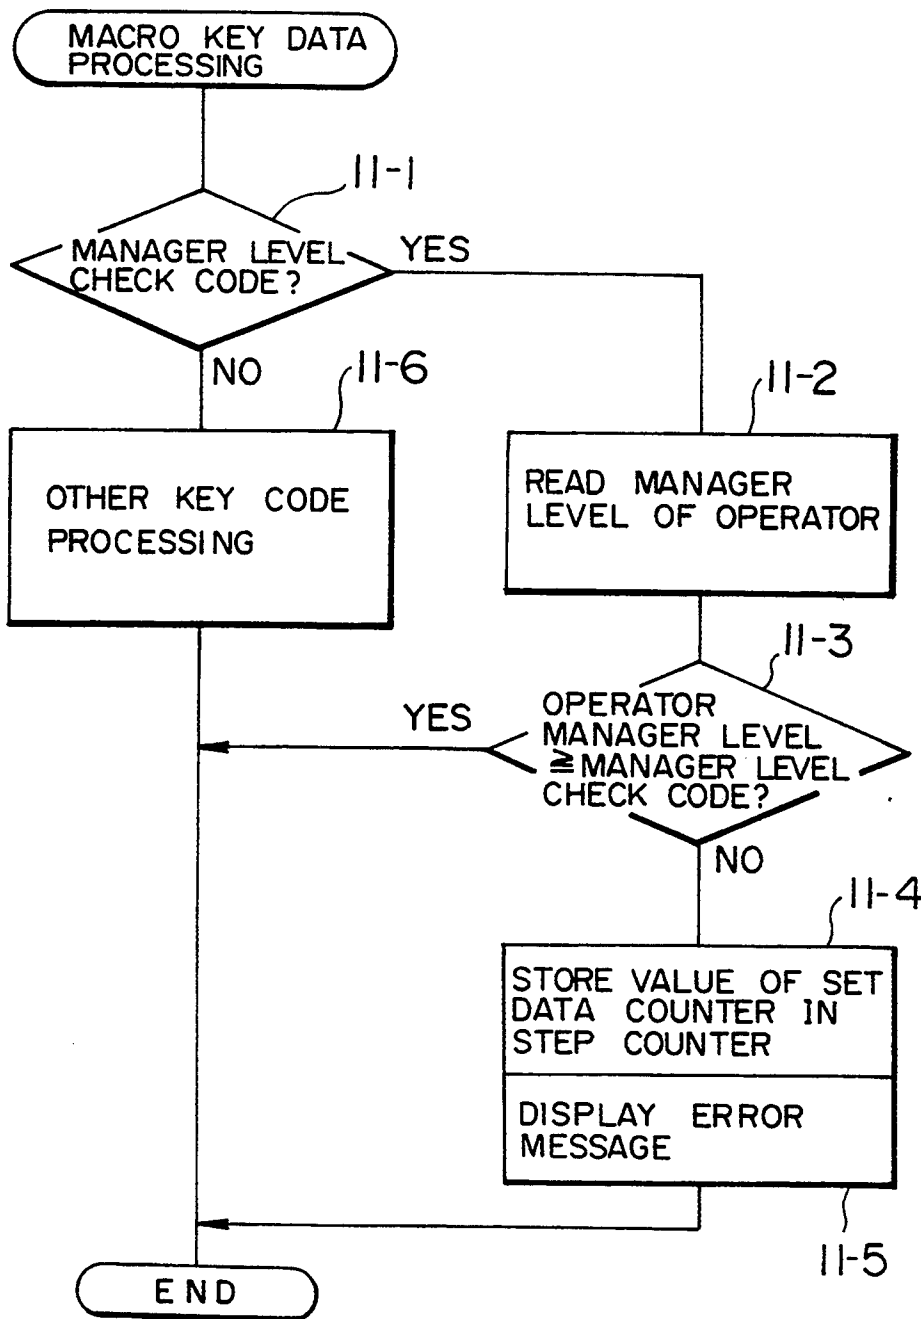 MACRO KEY DATA
PROCESSING
11-1
MANAGER LEVEL
CHECK CODE?
YES
NO
11-6
11-2
OTHER KEY CODE
PROCESSING
READ MANAGER
LEVEL OF OPERATOR
11-3
YES
OPERATOR
MANAGER LEVEL
≧MANAGER LEVEL
CHECK CODE?
NO
11-4
STORE VALUE OF SET
DATA COUNTER IN
STEP COUNTER
DISPLAY ERROR
MESSAGE
11-5
END